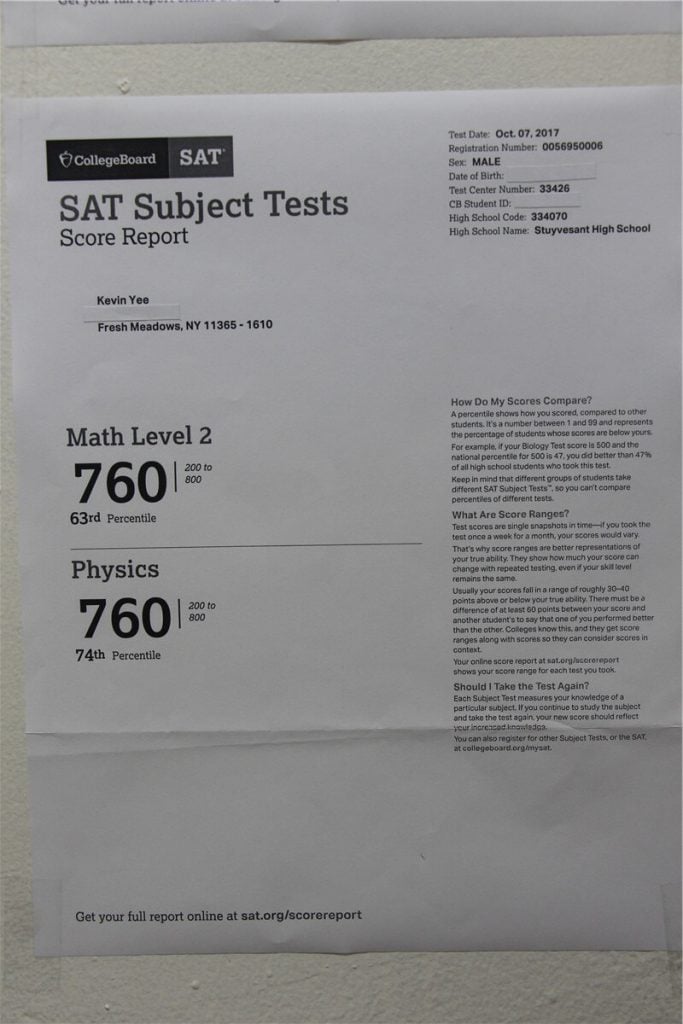 Get your full report online at
CollegeBoard SAT
SAT Subject Tests
Score Report
Test Date: Oct. 07, 2017
Registration Number: 0056950006
Sex: MALE
Date of Birth:
Test Center Number: 33426
CB Student ID:
High School Code: 334070
High School Name: Stuyvesant High School
Kevin Yee
Fresh Meadows, NY 11365 - 1610
Math Level 2
760 200 to
800
63rd Percentile
Physics
760 200 to
800
74th Percentile
How Do My Scores Compare?
A percentile shows how you scored, compared to other
students. It's a number between 1 and 99 and represents
the percentage of students whose scores are below yours.
For example, if your Biology Test score is 500 and the
national percentile for 500 is 47, you did better than 47%
of all high school students who took this test.
Keep in mind that different groups of students take
different SAT Subject Tests™, so you can't compare
percentiles of different tests.
What Are Score Ranges?
Test scores are single snapshots in time—if you took the
test once a week for a month, your scores would vary.
That's why score ranges are better representations of
your true ability. They show how much your score can
change with repeated testing, even if your skill level
remains the same.
Usually your scores fall in a range of roughly 30-40
points above or below your true ability. There must be a
difference of at least 60 points between your score and
another student's to say that one of you performed better
than the other. Colleges know this, and they get score
ranges along with scores so they can consider scores in
context.
Your online score report at sat.org/scorereport
shows your score range for each test you took.
Should I Take the Test Again?
Each Subject Test measures your knowledge of a
particular subject. If you continue to study the subject
and take the test again, your new score should reflect
your increased knowledge.
You can also register for other Subject Tests, or the SAT,
at collegeboard.org/mysat.
Get your full report online at sat.org/scorereport